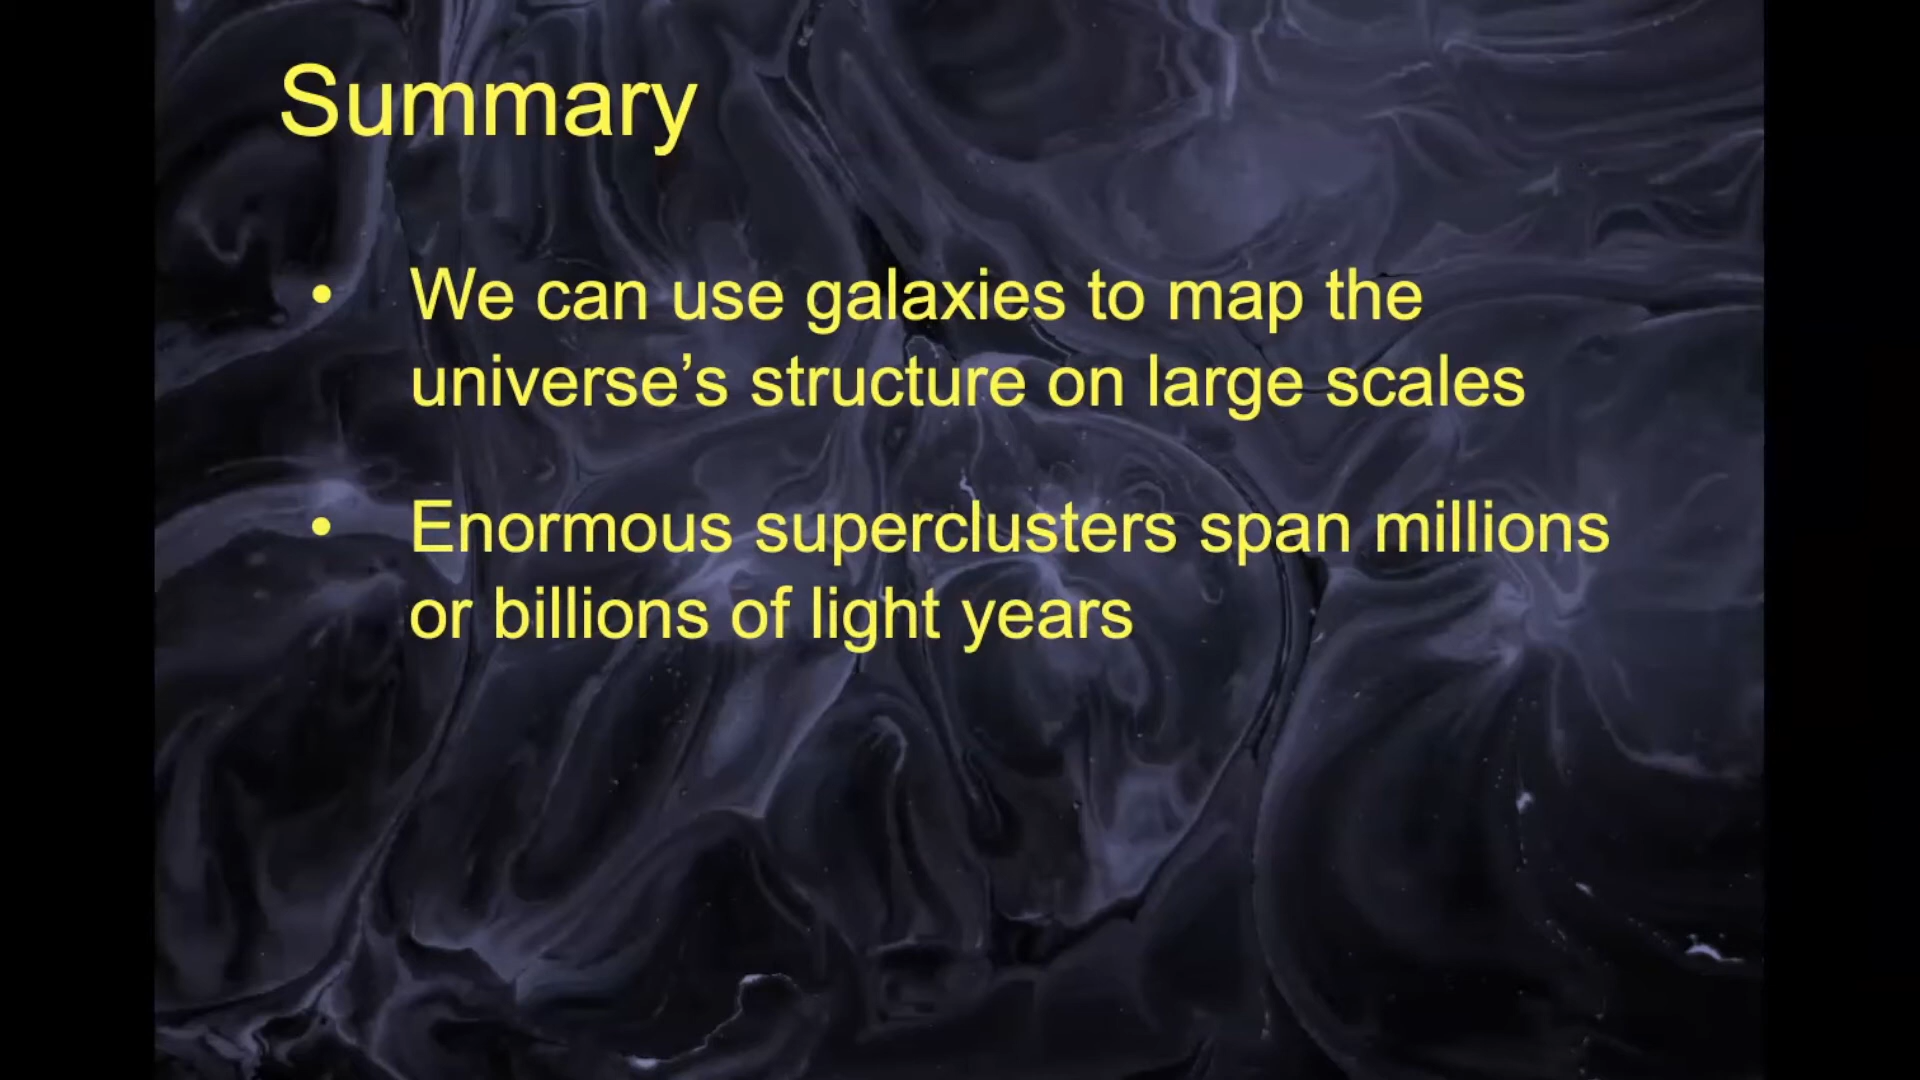 Summary
• We can use galaxies to map the
universe’s structure on large scales
• Enormous superclusters span millions
or billions of light years